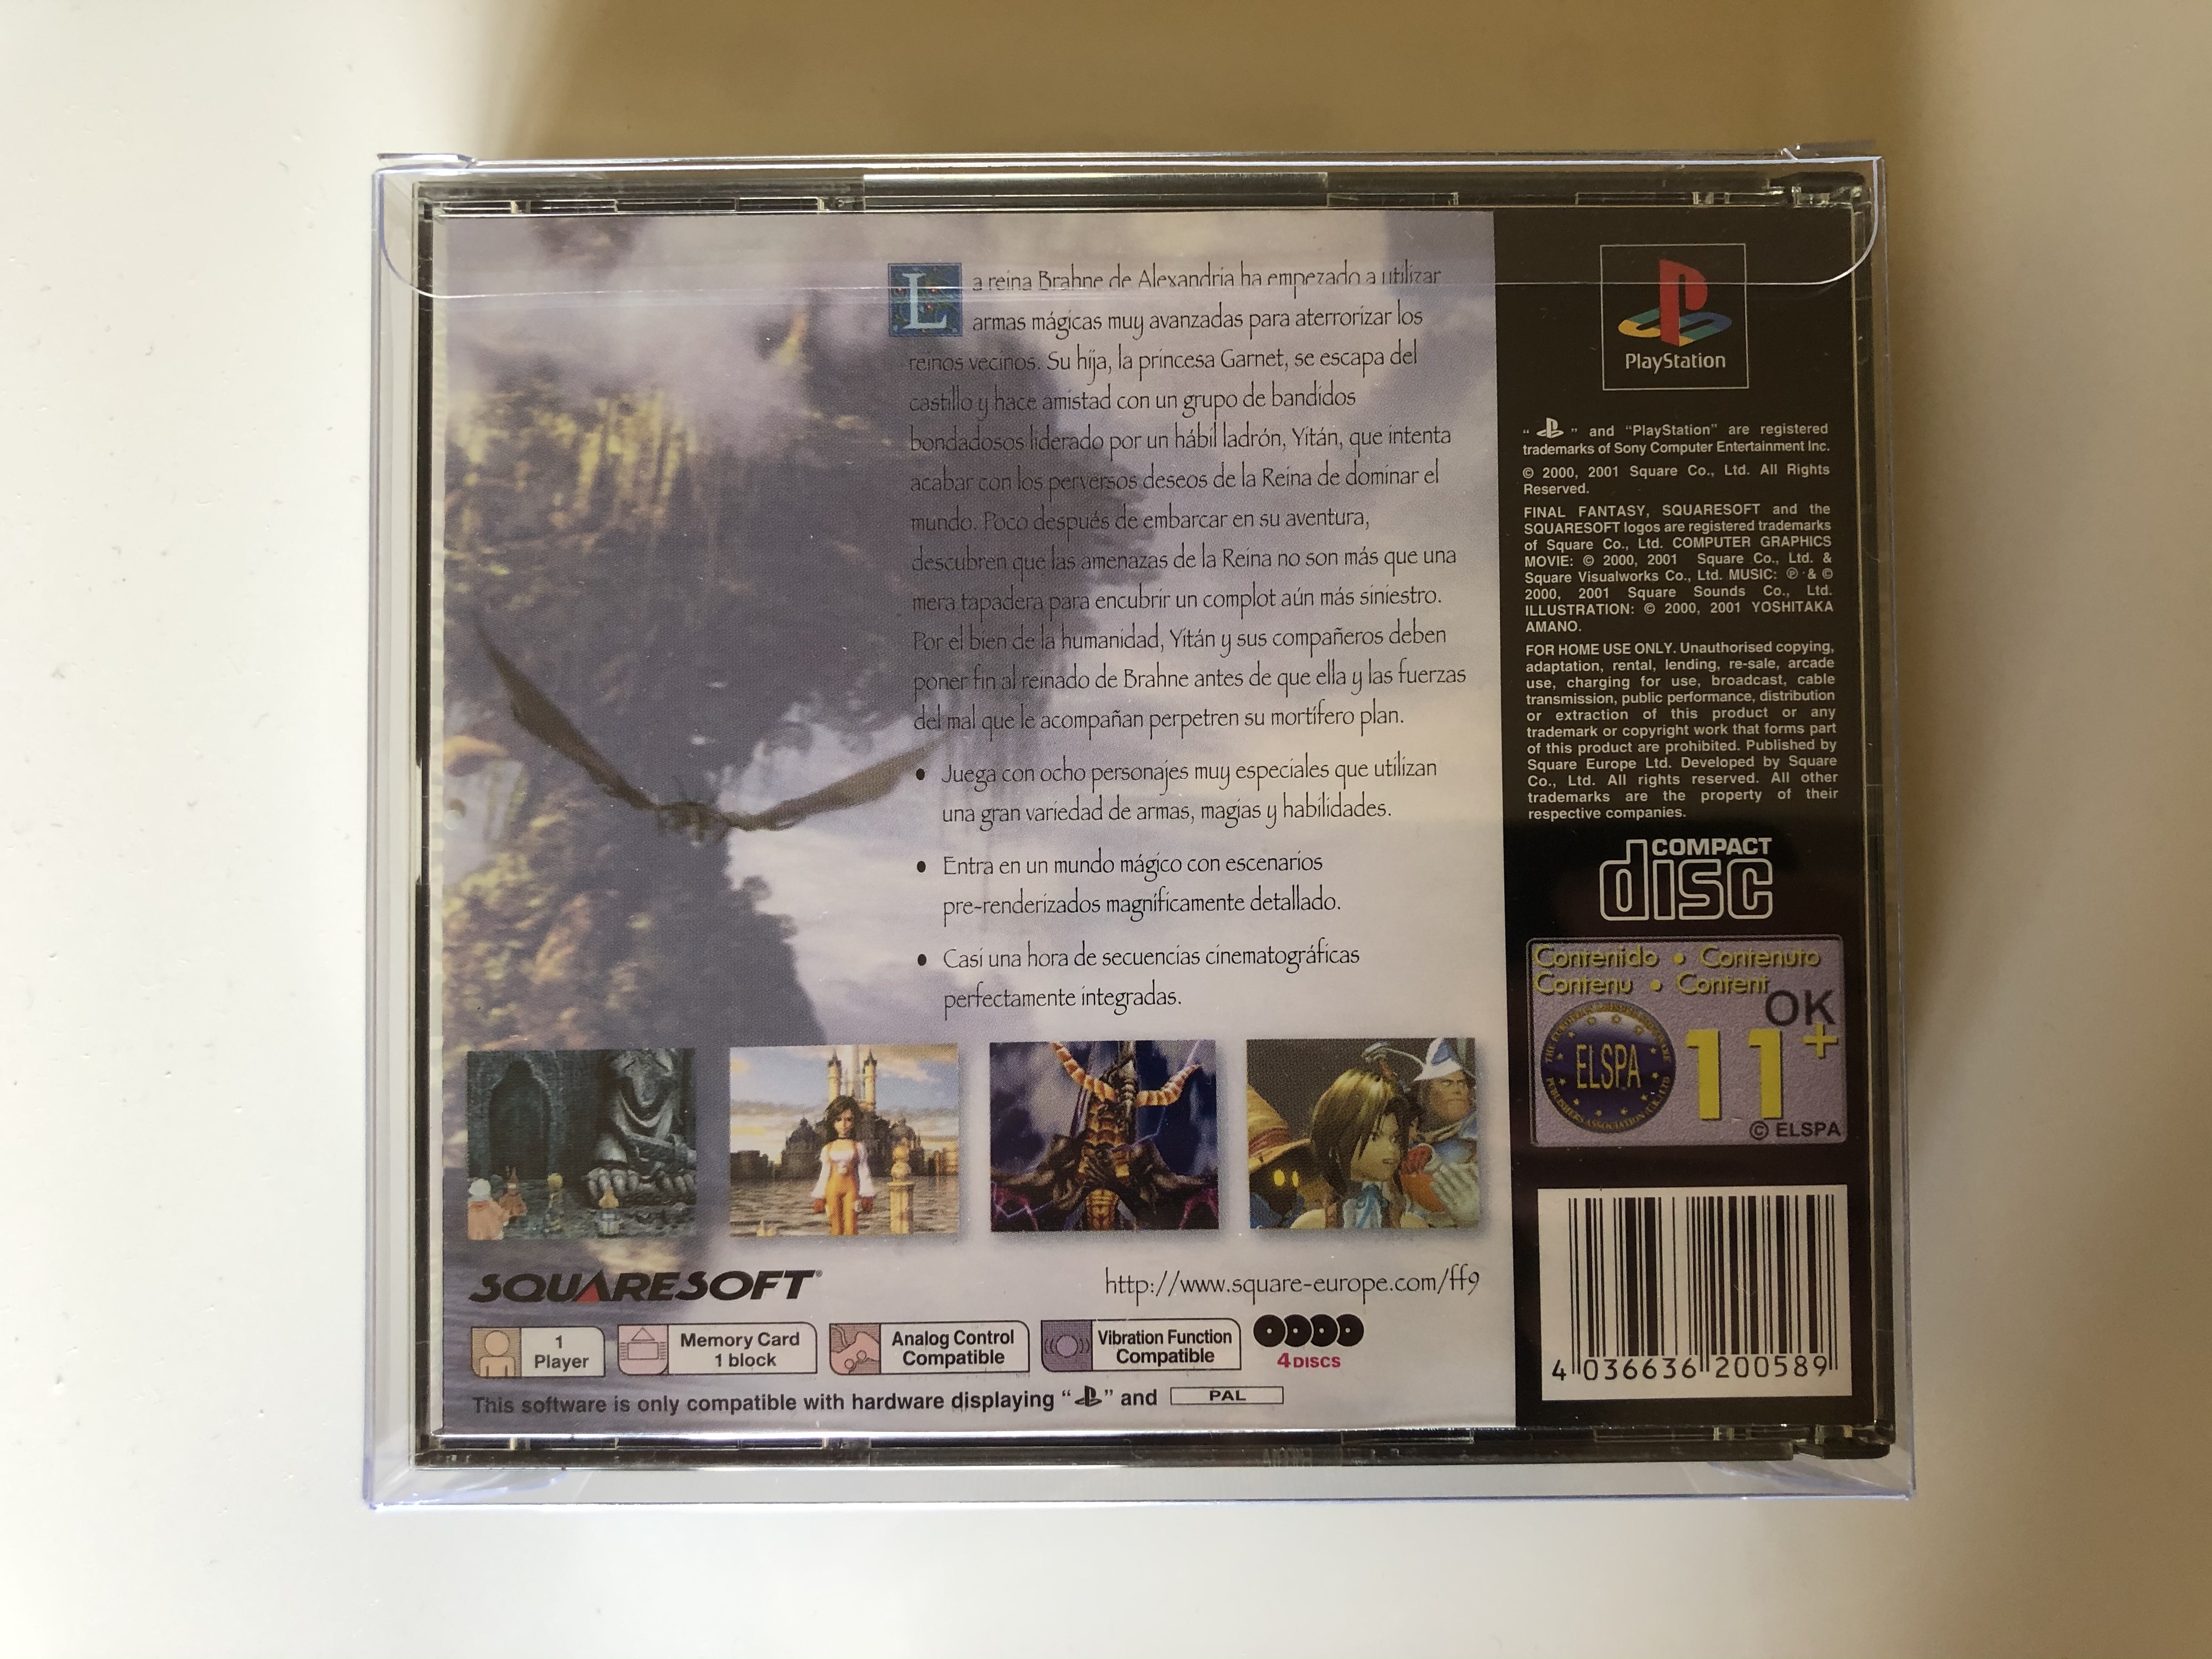 La reina Brahne de Alexandria ha empezado a utilizar
armas mágicas muy avanzadas para aterrorizar los
reinos vecinos. Su hija, la princesa Garnet, se escapa del
castillo y hace amistad con un grupo de bandidos
bondadosos liderado por un hábil ladrón, Yitán, que intenta
acabar con los perversos deseos de la Reina de dominar el
mundo. Poco después de embarcar en su aventura,
descubren que las amenazas de la Reina no son más que una
mera tapadera para encubrir un complot aún más siniestro.
Por el bien de la humanidad, Yitán y sus compañeros deben
poner fin al reinado de Brahne antes de que ella y las fuerzas
del mal que le acompañan perpetren su mortífero plan.
• Juega con ocho personajes muy especiales que utilizan
una gran variedad de armas, magias y habilidades.
• Entra en un mundo mágico con escenarios
pre-renderizados magníficamente detallado.
• Casi una hora de secuencias cinematográficas
perfectamente integradas.
SQUARESOFT®
http://www.square-europe.com/ff9
1
Player
Memory Card
1 block
Analog Control
Compatible
Vibration Function
Compatible
4 DISCS
This software is only compatible with hardware displaying “ ” and PAL
PlayStation
“ ” and “PlayStation” are registered
trademarks of Sony Computer Entertainment Inc.
© 2000, 2001 Square Co., Ltd. All Rights
Reserved.
FINAL FANTASY, SQUARESOFT and the
SQUARESOFT logos are registered trademarks
of Square Co., Ltd. COMPUTER GRAPHICS
MOVIE: © 2000, 2001 Square Co., Ltd. &
Square Visualworks Co., Ltd. MUSIC: ℗ & ©
2000, 2001 Square Sounds Co., Ltd.
ILLUSTRATION: © 2000, 2001 YOSHITAKA
AMANO.
FOR HOME USE ONLY. Unauthorised copying,
adaptation, rental, lending, re-sale, arcade
use, charging for use, broadcast, cable
transmission, public performance, distribution
or extraction of this product or any
trademark or copyright work that forms part
of this product are prohibited. Published by
Square Europe Ltd. Developed by Square
Co., Ltd. All rights reserved. All other
trademarks are the property of their
respective companies.
COMPACT
disc
Contenido • Contenuto
Contenu • Content
OK
ELSPA
11+
© ELSPA
4 036636 200589